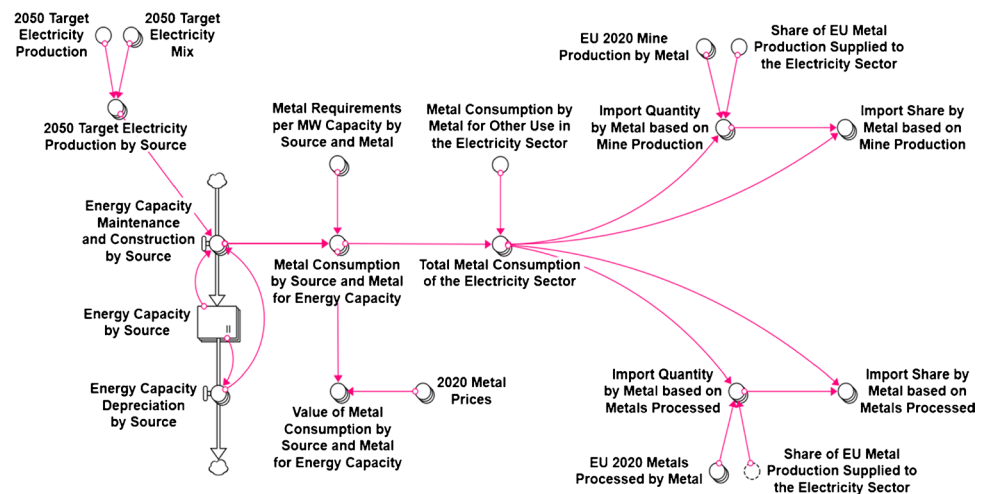 2050 Target
Electricity
Production
2050 Target
Electricity
Mix
2050 Target Electricity
Production by Source
Energy Capacity
Maintenance
and Construction
by Source
Energy Capacity
by Source
Energy Capacity
Depreciation
by Source
Metal Requirements
per MW Capacity by
Source and Metal
Metal Consumption
by Source and Metal
for Energy Capacity
Value of Metal
Consumption by
Source and Metal
for Energy Capacity
2020 Metal
Prices
Metal Consumption by
Metal for Other Use in
the Electricity Sector
Total Metal Consumption
of the Electricity Sector
EU 2020 Mine
Production by Metal
Share of EU Metal
Production Supplied to
the Electricity Sector
Import Quantity
by Metal based on
Mine Production
Import Share by
Metal based on
Mine Production
Import Quantity
by Metal based on
Metals Processed
Import Share by
Metal based on
Metals Processed
EU 2020 Metals
Processed by Metal
Share of EU Metal
Production Supplied to
the Electricity Sector